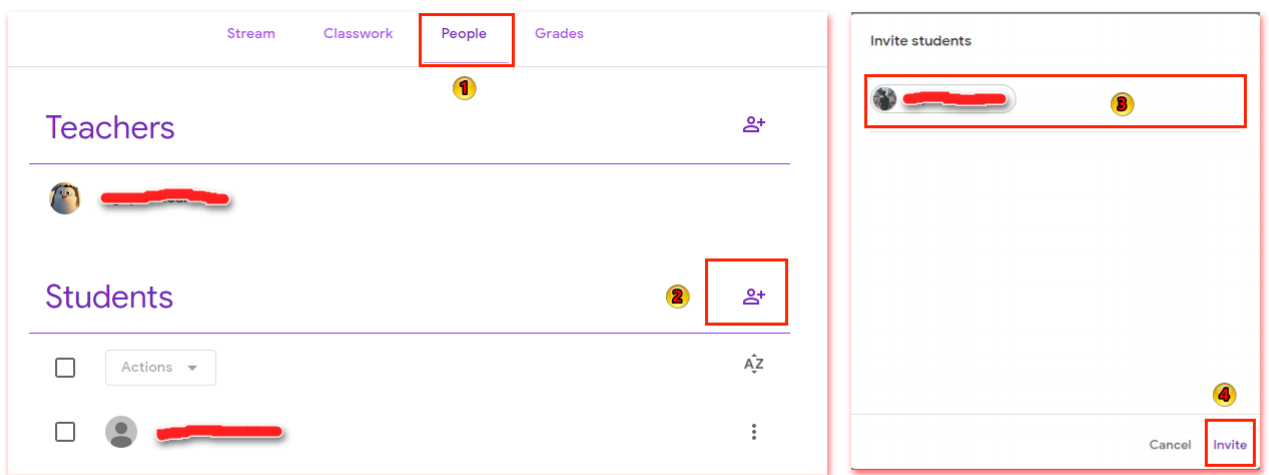 Stream Classwork People Grades
1
Teachers
Students
2
Actions
AZ
Invite students
3
4
Cancel Invite